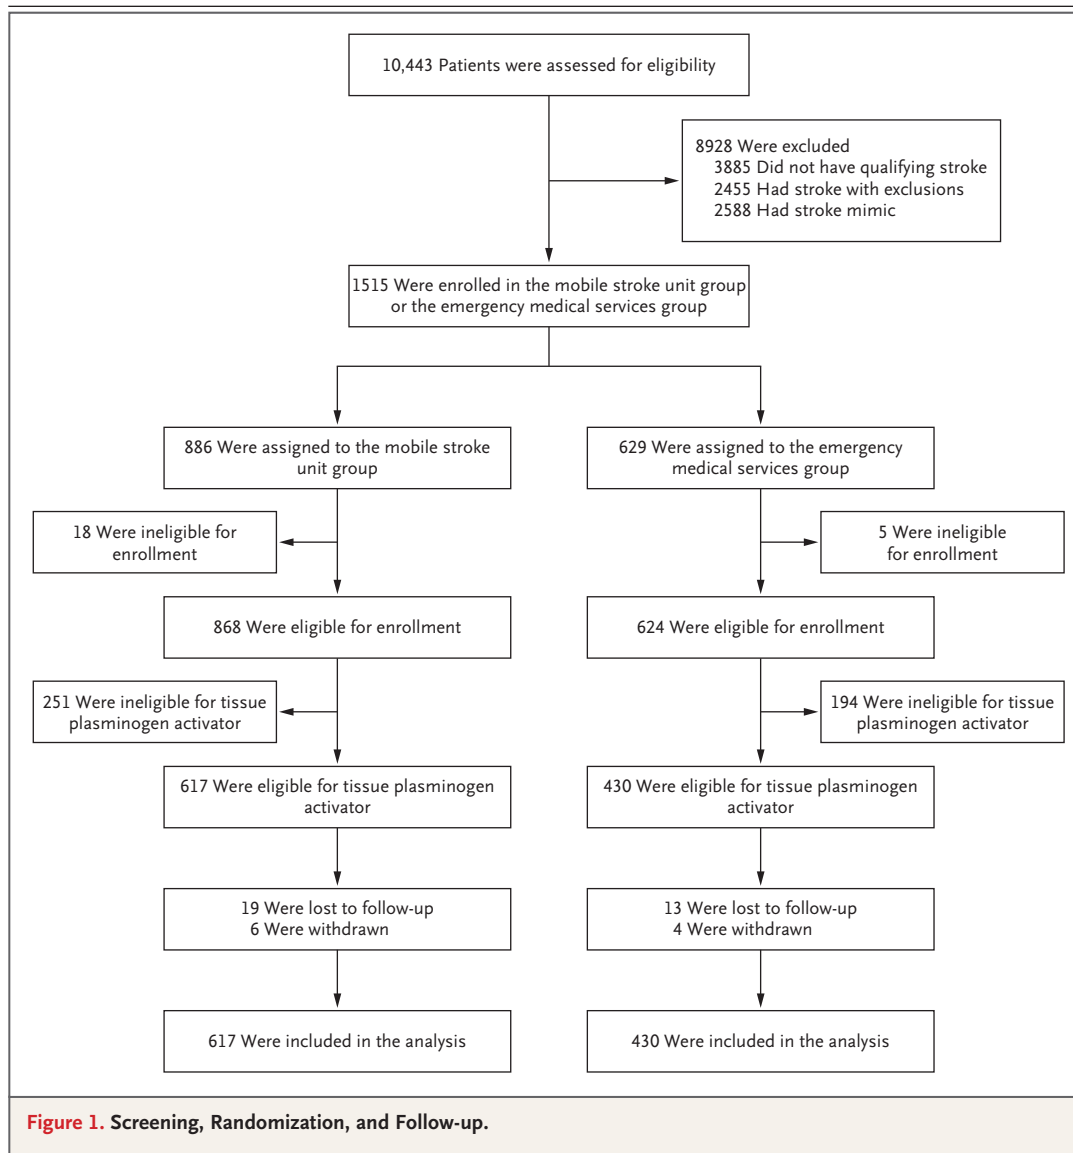 10,443 Patients were assessed for eligibility
8928 Were excluded
3885 Did not have qualifying stroke
2455 Had stroke with exclusions
2588 Had stroke mimic
1515 Were enrolled in the mobile stroke unit group
or the emergency medical services group
886 Were assigned to the mobile stroke
unit group
629 Were assigned to the emergency
medical services group
18 Were ineligible for
enrollment
5 Were ineligible
for enrollment
868 Were eligible for enrollment
624 Were eligible for enrollment
251 Were ineligible for tissue
plasminogen activator
194 Were ineligible for tissue
plasminogen activator
617 Were eligible for tissue plasminogen
activator
430 Were eligible for tissue plasminogen
activator
19 Were lost to follow-up
6 Were withdrawn
13 Were lost to follow-up
4 Were withdrawn
617 Were included in the analysis
430 Were included in the analysis
Figure 1. Screening, Randomization, and Follow-up.